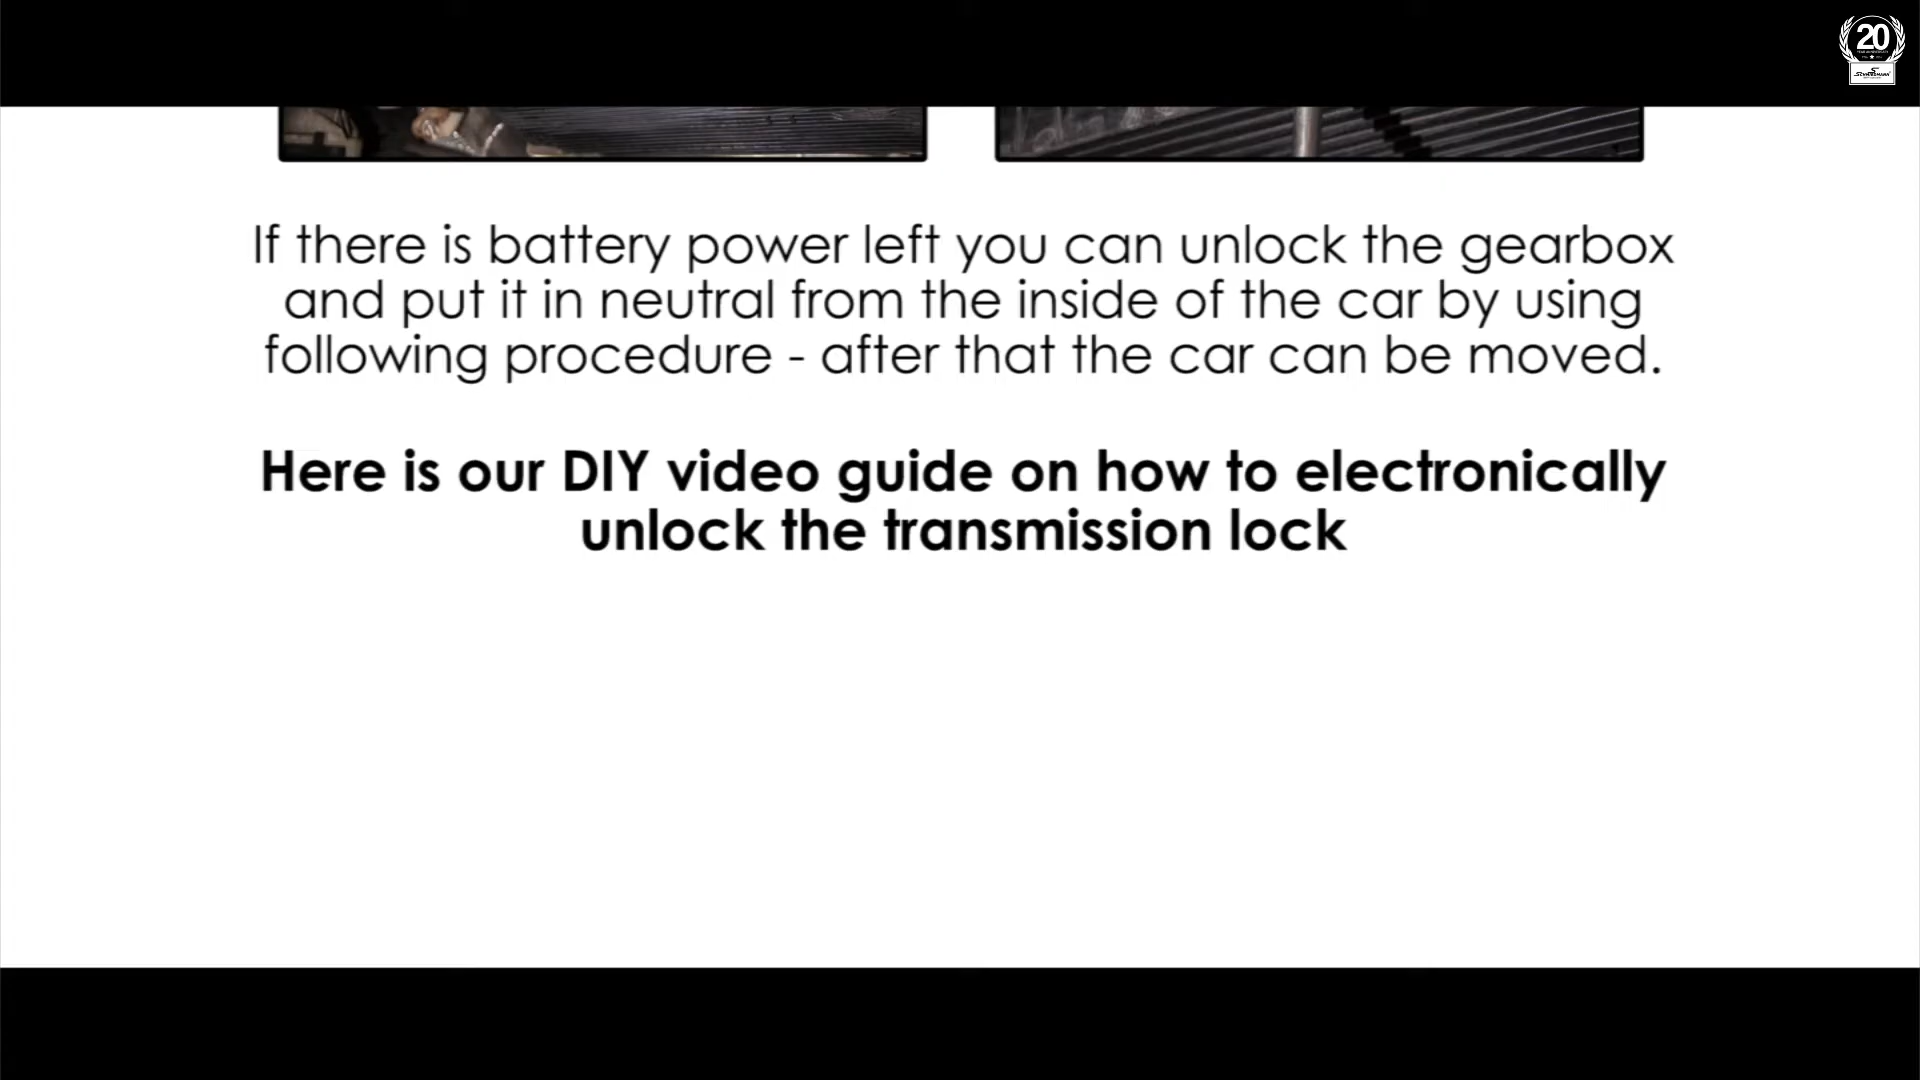 20
SCHMIEDMANN
If there is battery power left you can unlock the gearbox
and put it in neutral from the inside of the car by using
following procedure - after that the car can be moved.
Here is our DIY video guide on how to electronically
unlock the transmission lock